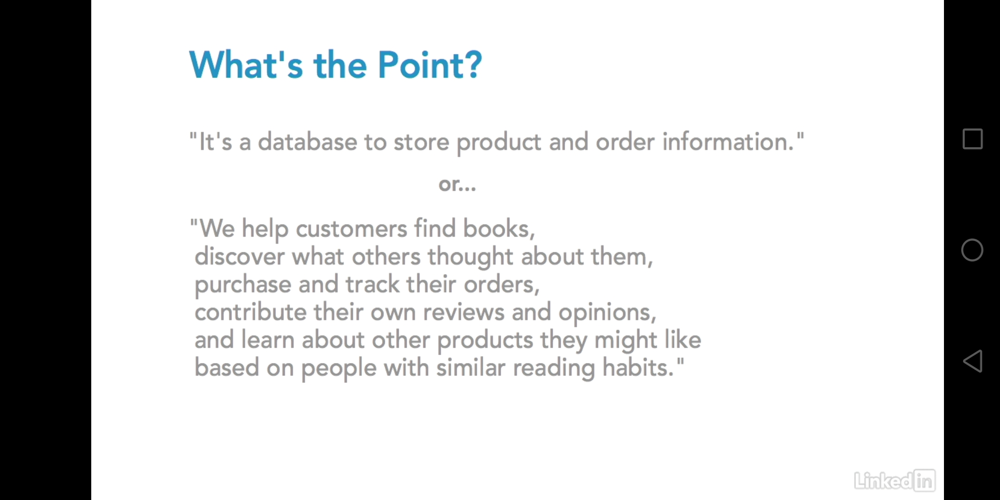 What's the Point?
"It's a database to store product and order information."
or...
"We help customers find books,
discover what others thought about them,
purchase and track their orders,
contribute their own reviews and opinions,
and learn about other products they might like
based on people with similar reading habits."
Linked in